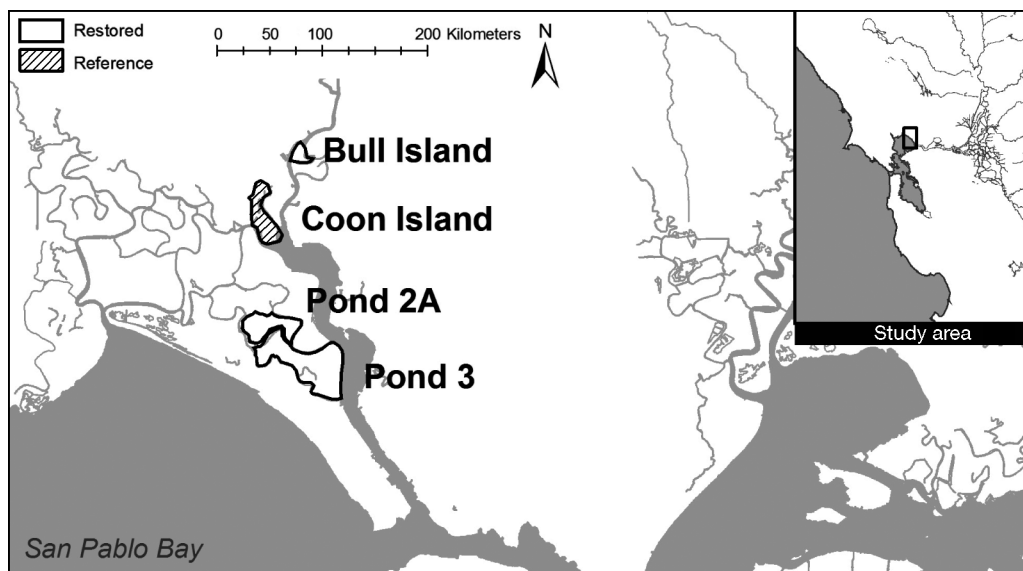 Restored
Reference
0 50 100 200 Kilometers
N
Bull Island
Coon Island
Pond 2A
Pond 3
San Pablo Bay
Study area